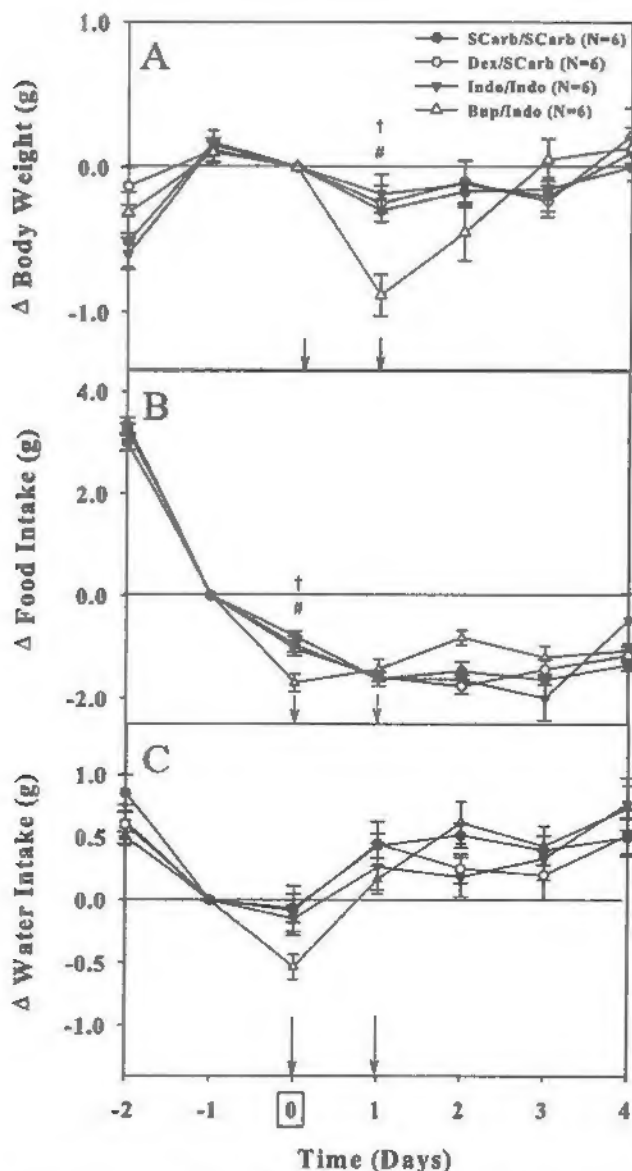 1.0
A
SCarb/SCarb (N=6)
Dex/SCarb (N=6)
Indo/Indo (N=6)
Bup/Indo (N=6)
†
#
0.0
-1.0
Δ Body Weight (g)
4.0
B
2.0
†
#
0.0
-2.0
Δ Food Intake (g)
C
1.0
0.5
0.0
-0.5
-1.0
Δ Water Intake (g)
-2 -1 0 1 2 3 4
Time (Days)